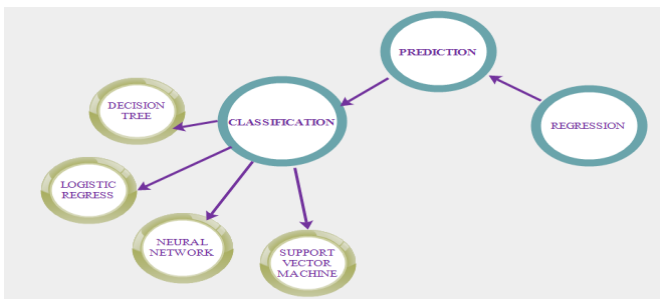 PREDICTION
CLASSIFICATION
REGRESSION
DECISION
TREE
LOGISTIC
REGRESS
NEURAL
NETWORK
SUPPORT
VECTOR
MACHINE